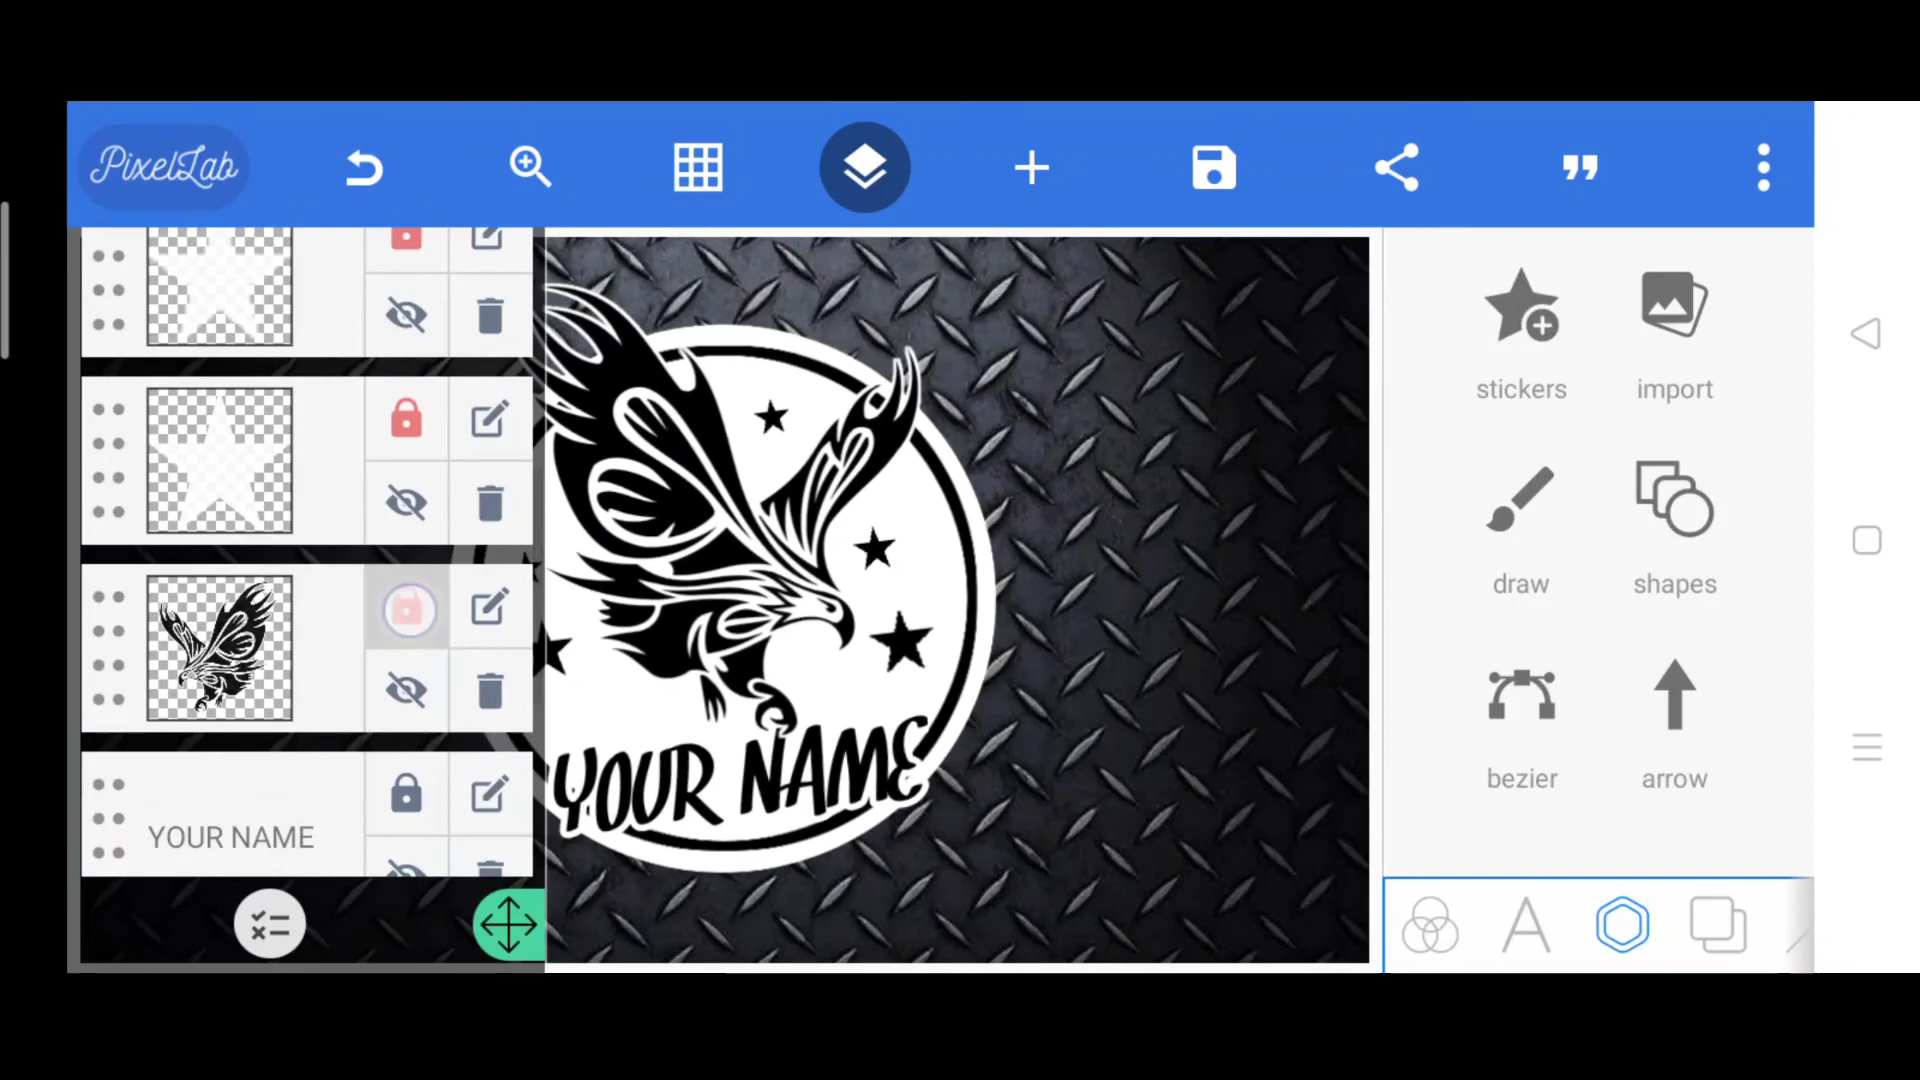 PixelLab
stickers import
draw shapes
bezier arrow
YOUR NAME
YOUR NAME